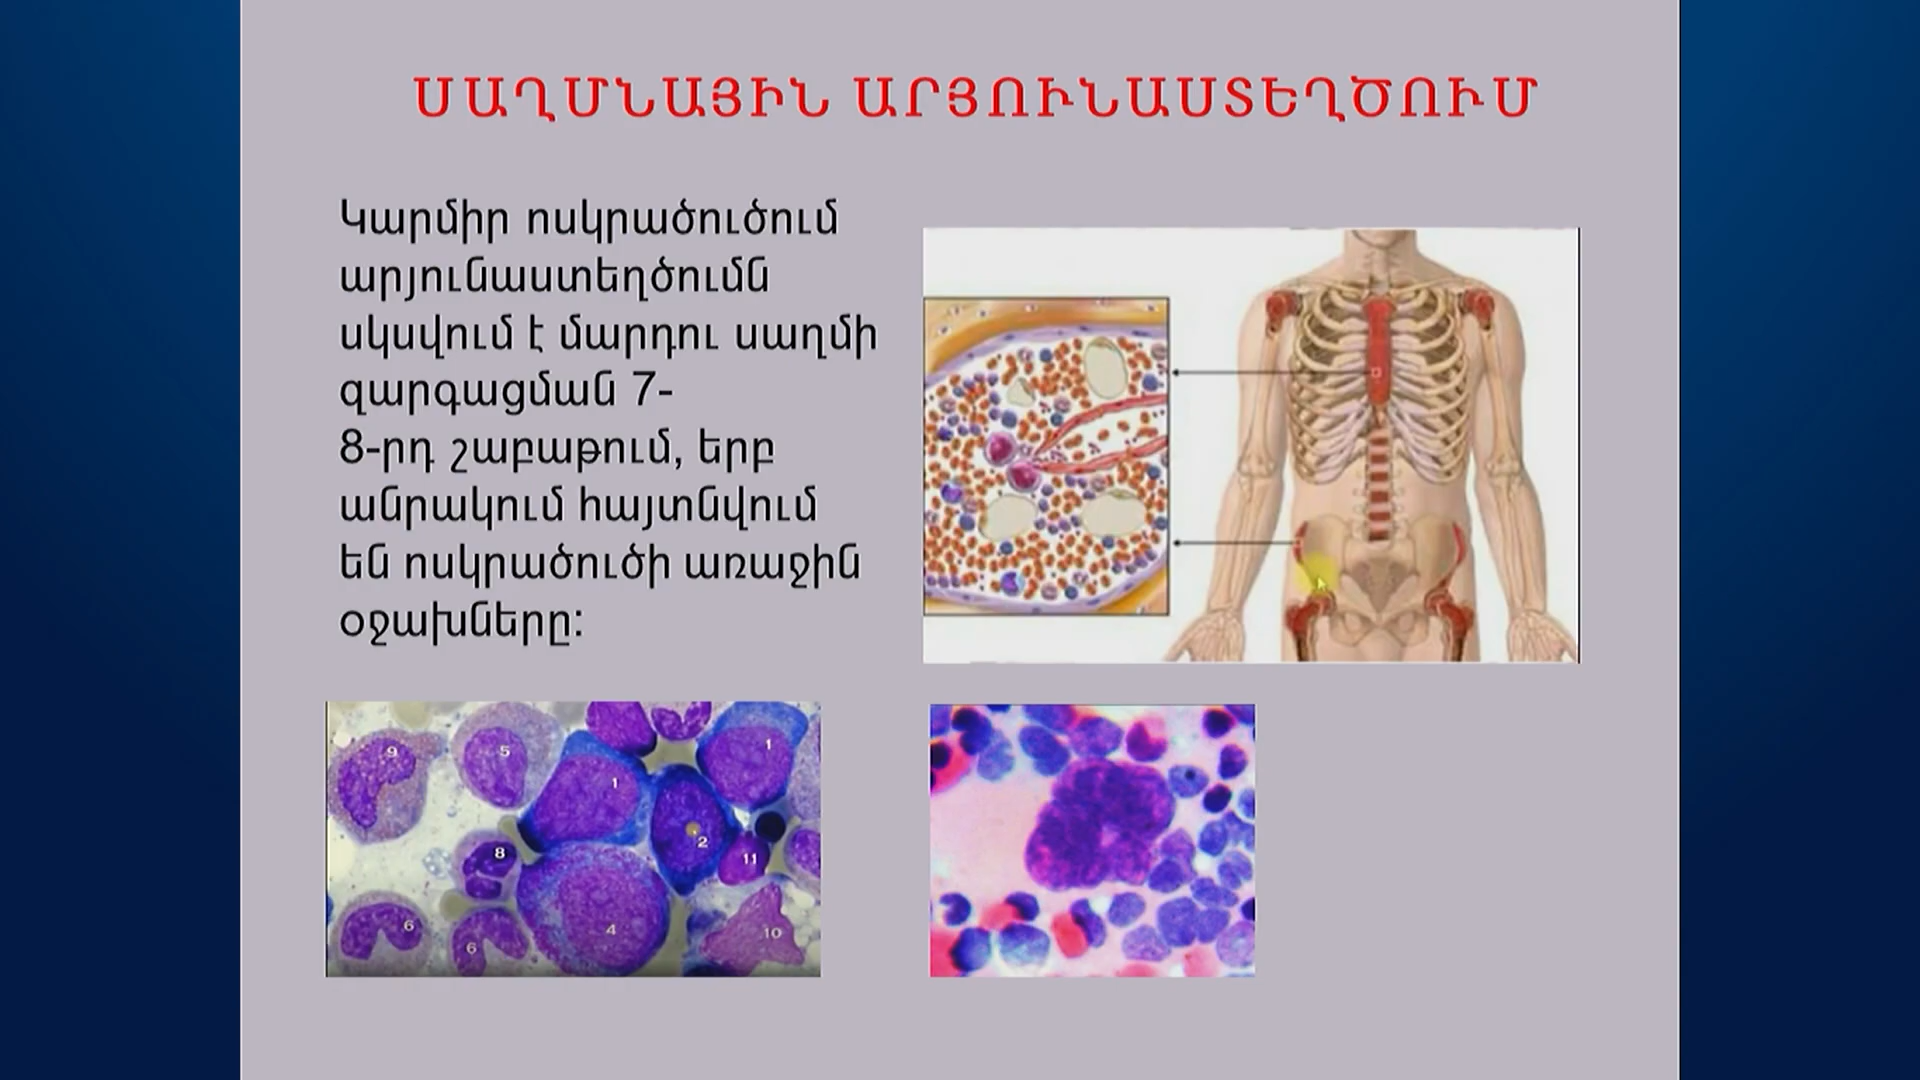 ՍԱՂՄՆԱՅԻՆ ԱՐՅՈՒՆԱՍՏԵՂԾՈՒՄ
Կարմիր ոսկրածուծում
արյունաստեղծումն
սկսվում է մարդու սաղմի
զարգացման 7-
8-րդ շաբաթում, երբ
անրակում հայտնվում
են ոսկրածուծի առաջին
օջախները:
9
5
1
1
2
8
11
6
6
4
10